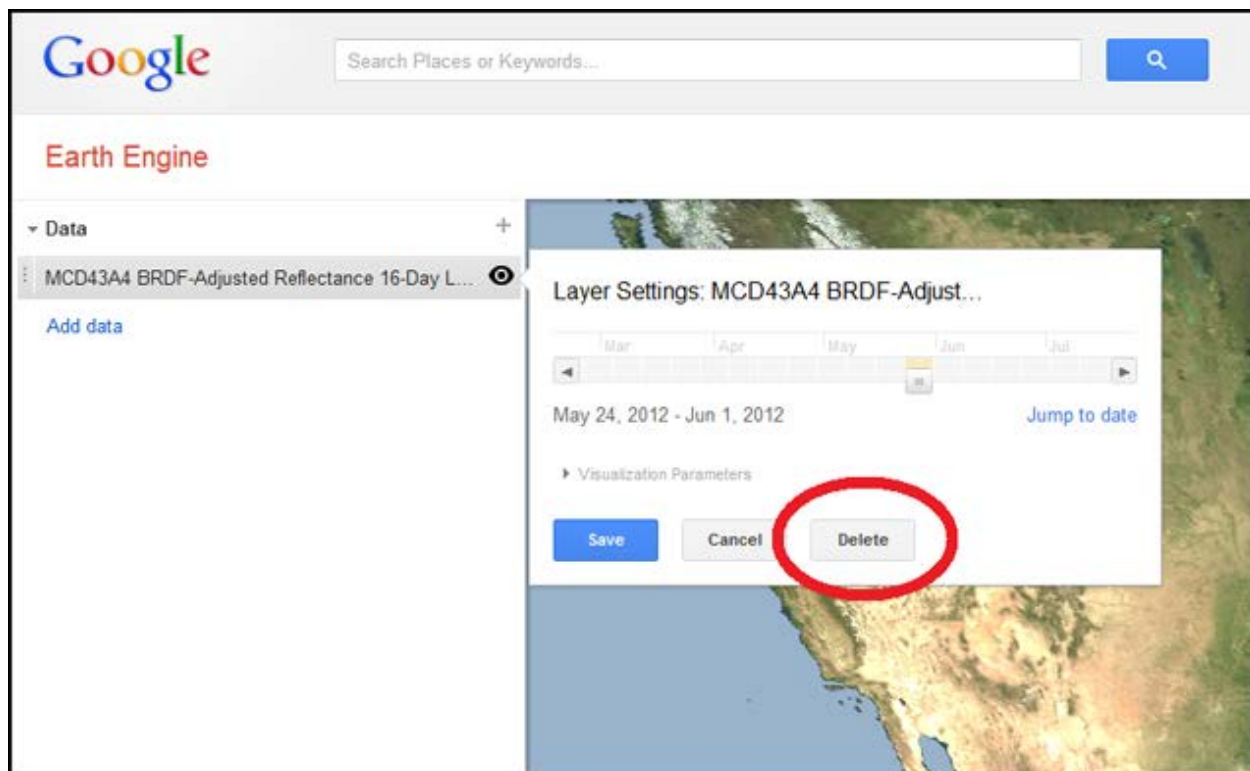 Google
Search Places or Keywords...
Earth Engine
Data
MCD43A4 BRDF-Adjusted Reflectance 16-Day L...
Add data
Layer Settings: MCD43A4 BRDF-Adjust...
Mar Apr May Jun Jul
May 24, 2012 - Jun 1, 2012 Jump to date
Visualization Parameters
Save Cancel Delete